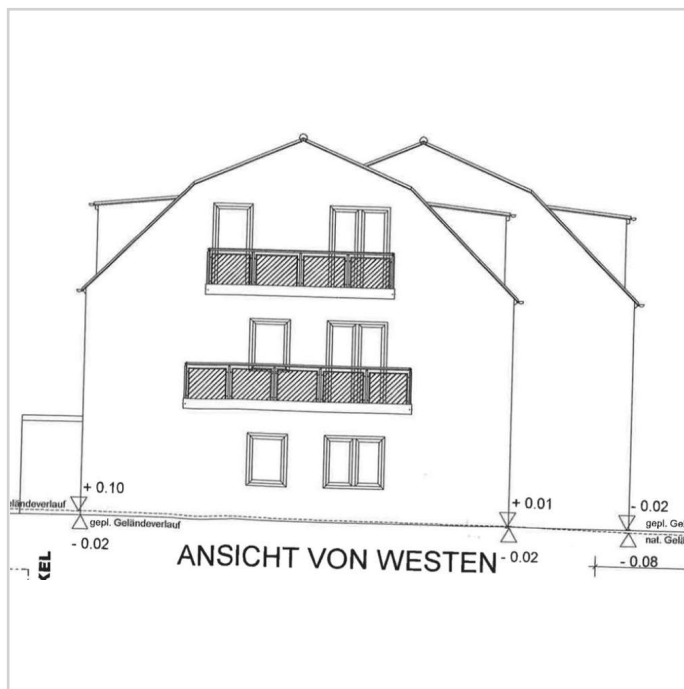 + 0.10
eländeverlauf
gepl. Geländeverlauf
- 0.02
KEL
ANSICHT VON WESTEN
+ 0.01
- 0.02
- 0.02
gepl. Ge
nat. Gelä
- 0.08